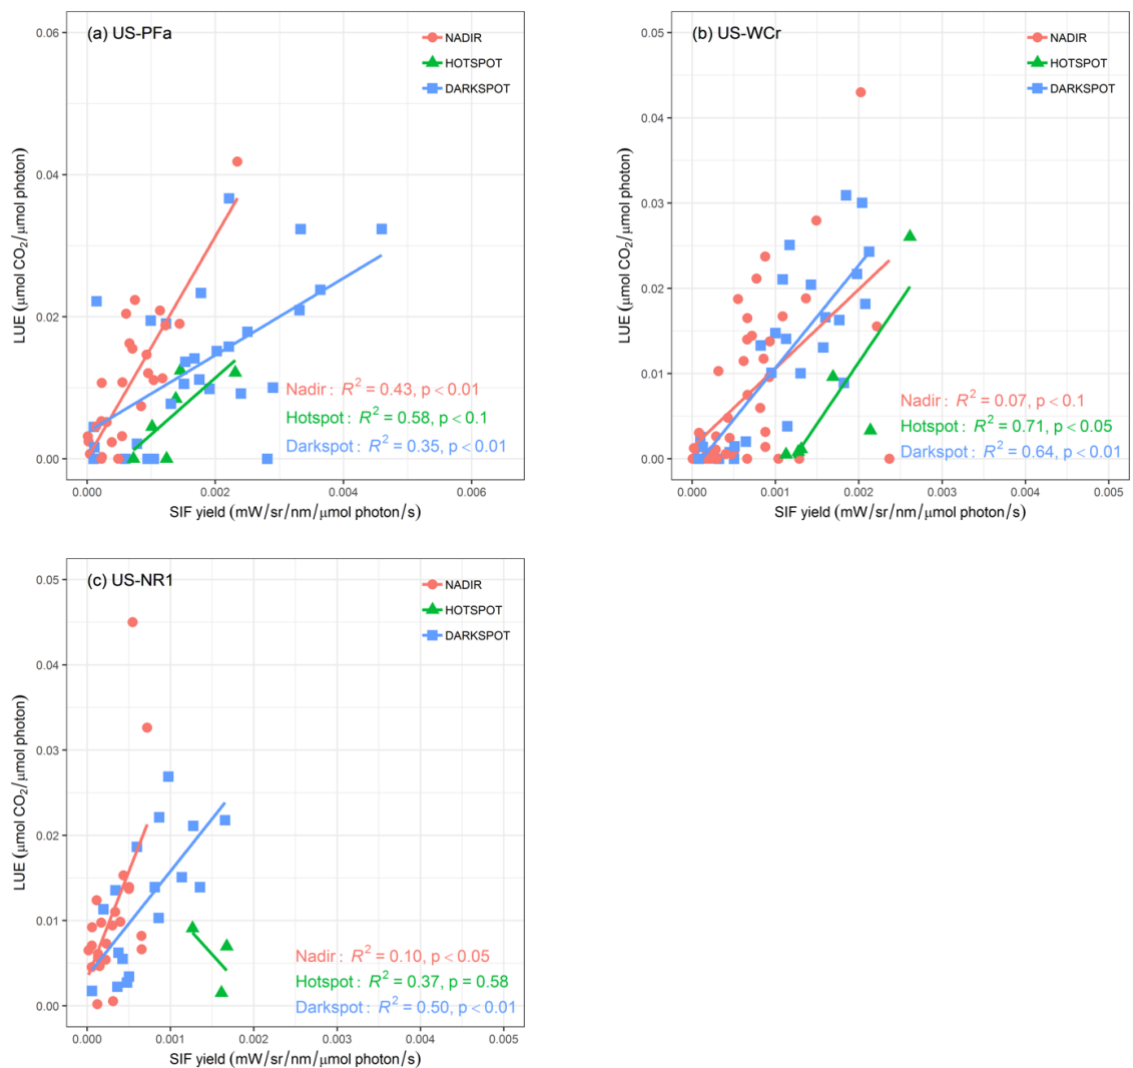 (a) US-PFa
NADIR
HOTSPOT
DARKSPOT
0.06
0.04
0.02
0.00
LUE (μmol CO₂/μmol photon)
Nadir: R² = 0.43, p < 0.01
Hotspot: R² = 0.58, p < 0.1
Darkspot: R² = 0.35, p < 0.01
0.000 0.002 0.004 0.006
SIF yield (mW/sr/nm/μmol photon/s)
(b) US-WCr
NADIR
HOTSPOT
DARKSPOT
0.05
0.04
0.03
0.02
0.01
0.00
LUE (μmol CO₂/μmol photon)
Nadir: R² = 0.07, p < 0.1
Hotspot: R² = 0.71, p < 0.05
Darkspot: R² = 0.64, p < 0.01
0.000 0.001 0.002 0.003 0.004 0.005
SIF yield (mW/sr/nm/μmol photon/s)
(c) US-NR1
NADIR
HOTSPOT
DARKSPOT
0.05
0.04
0.03
0.02
0.01
0.00
LUE (μmol CO₂/μmol photon)
Nadir: R² = 0.10, p < 0.05
Hotspot: R² = 0.37, p = 0.58
Darkspot: R² = 0.50, p < 0.01
0.000 0.001 0.002 0.003 0.004 0.005
SIF yield (mW/sr/nm/μmol photon/s)